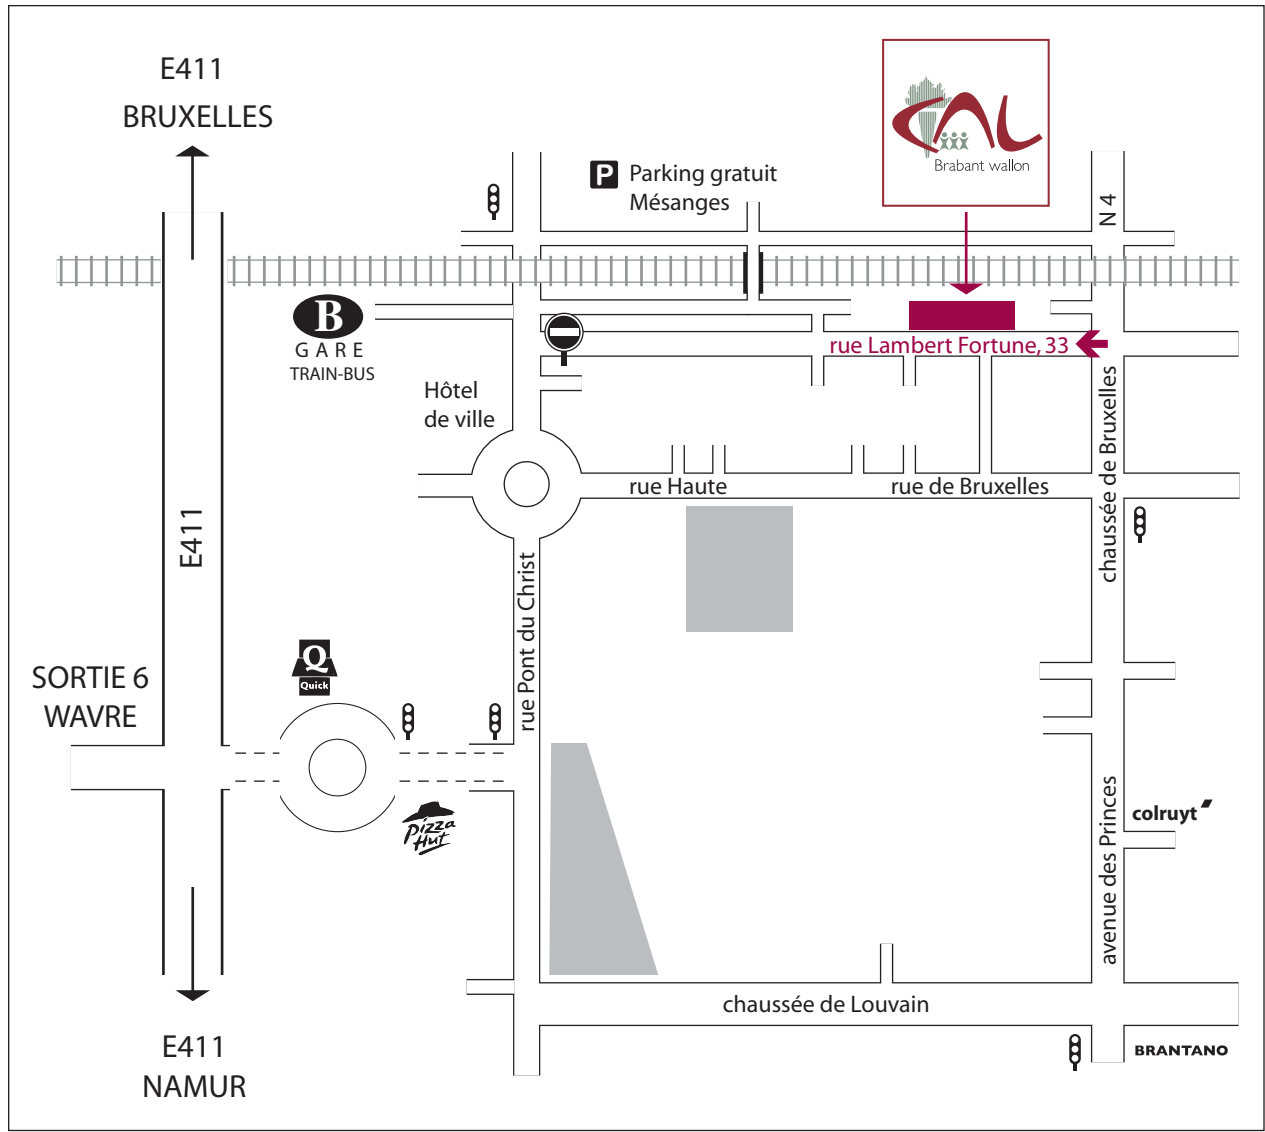 E411
BRUXELLES
CAL
Brabant wallon
P
Parking gratuit
Mésanges
N 4
B
GARE
TRAIN-BUS
rue Lambert Fortune, 33
Hôtel
de ville
chaussée de Bruxelles
rue Haute
rue de Bruxelles
E411
rue Pont du Christ
Q
Quick
SORTIE 6
WAVRE
Pizza
Hut
colruyt
avenue des Princes
chaussée de Louvain
E411
NAMUR
BRANTANO